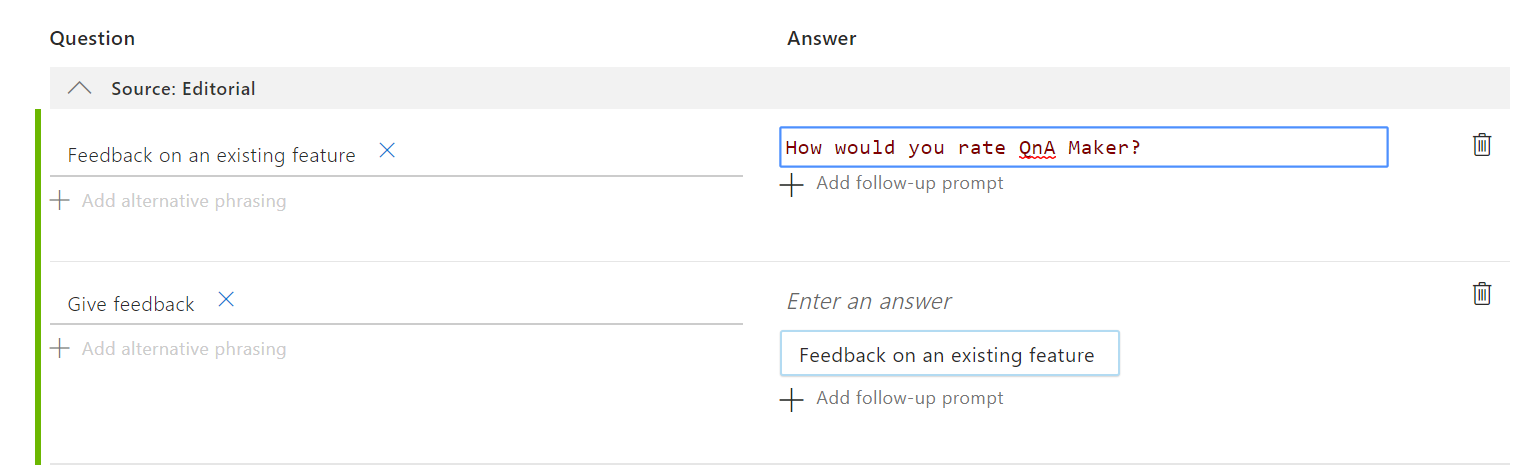 Question Answer
Source: Editorial
Feedback on an existing feature
How would you rate QnA Maker?
Add alternative phrasing
Add follow-up prompt
Give feedback
Enter an answer
Add alternative phrasing
Feedback on an existing feature
Add follow-up prompt